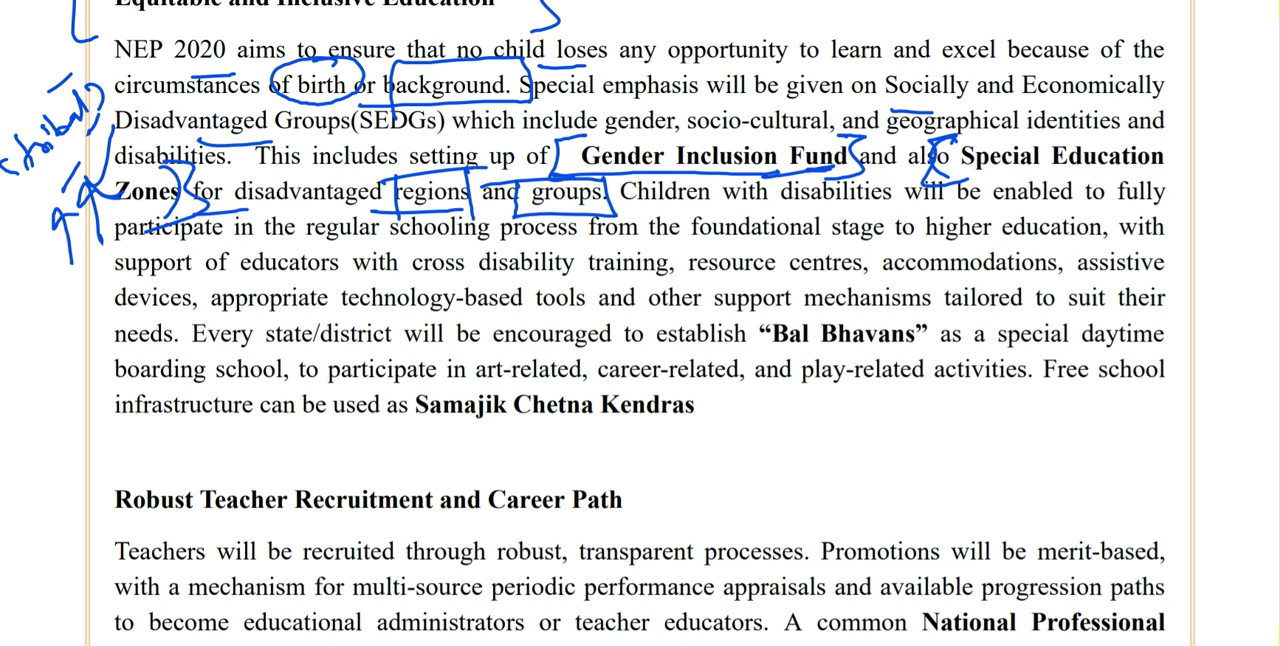 Equitable and Inclusive Education
NEP 2020 aims to ensure that no child loses any opportunity to learn and excel because of the
circumstances of birth or background. Special emphasis will be given on Socially and Economically
Disadvantaged Groups(SEDGs) which include gender, socio-cultural, and geographical identities and
disabilities. This includes setting up of Gender Inclusion Fund and also Special Education
Zones for disadvantaged regions and groups. Children with disabilities will be enabled to fully
participate in the regular schooling process from the foundational stage to higher education, with
support of educators with cross disability training, resource centres, accommodations, assistive
devices, appropriate technology-based tools and other support mechanisms tailored to suit their
needs. Every state/district will be encouraged to establish “Bal Bhavans” as a special daytime
boarding school, to participate in art-related, career-related, and play-related activities. Free school
infrastructure can be used as Samajik Chetna Kendras
Robust Teacher Recruitment and Career Path
Teachers will be recruited through robust, transparent processes. Promotions will be merit-based,
with a mechanism for multi-source periodic performance appraisals and available progression paths
to become educational administrators or teacher educators. A common National Professional